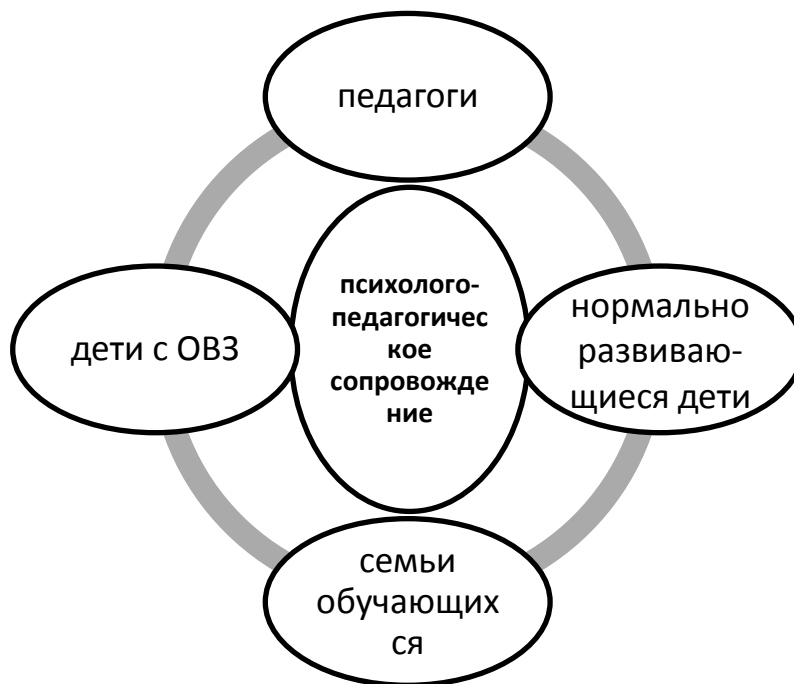 педагоги
дети с ОВЗ
психолого-
педагогичес
кое
сопровожде
ние
нормально
развиваю-
щиеся дети
семьи
обучающих
ся